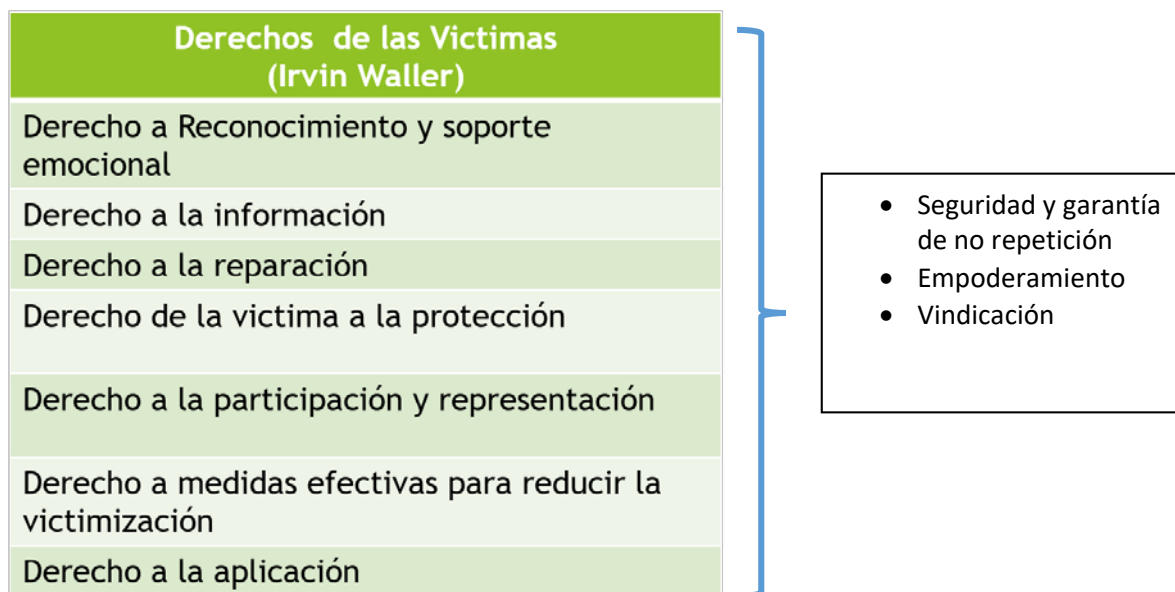 Derechos  de las Victimas
(Irvin Waller)
Derecho a Reconocimiento y soporte
emocional
Derecho a la información
Derecho a la reparación
Derecho de la victima a la protección
Derecho a la participación y representación
Derecho a medidas efectivas para reducir la
victimización
Derecho a la aplicación
• Seguridad y garantía
de no repetición
• Empoderamiento
• Vindicación